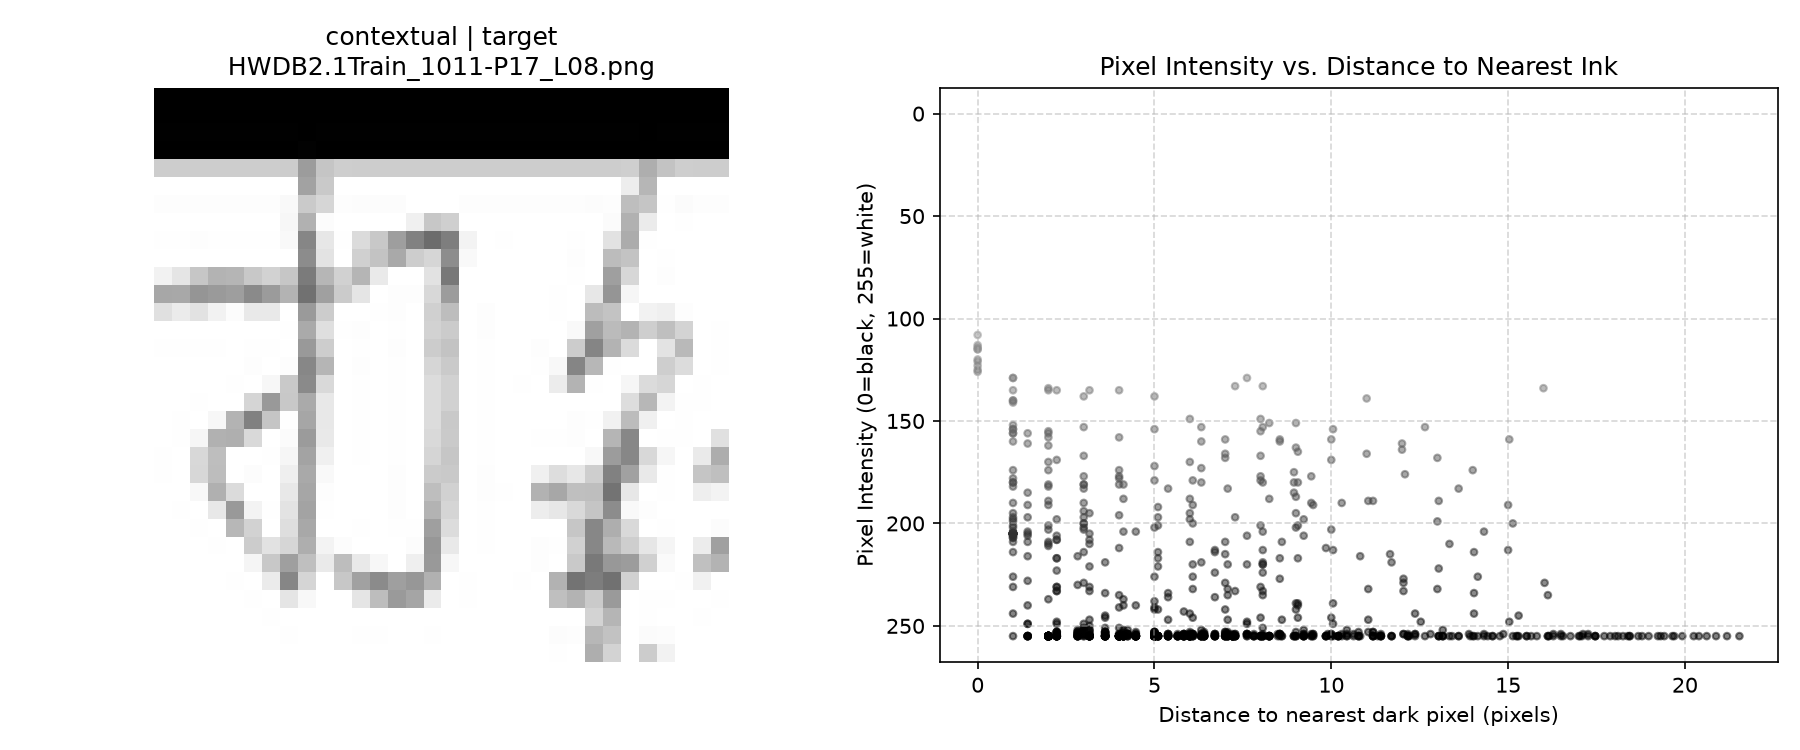 contextual | target
HWDB2.1Train_1011-P17_L08.png
Pixel Intensity vs. Distance to Nearest Ink
Pixel Intensity (0=black, 255=white)
0
50
100
150
200
250
0 5 10 15 20
Distance to nearest dark pixel (pixels)